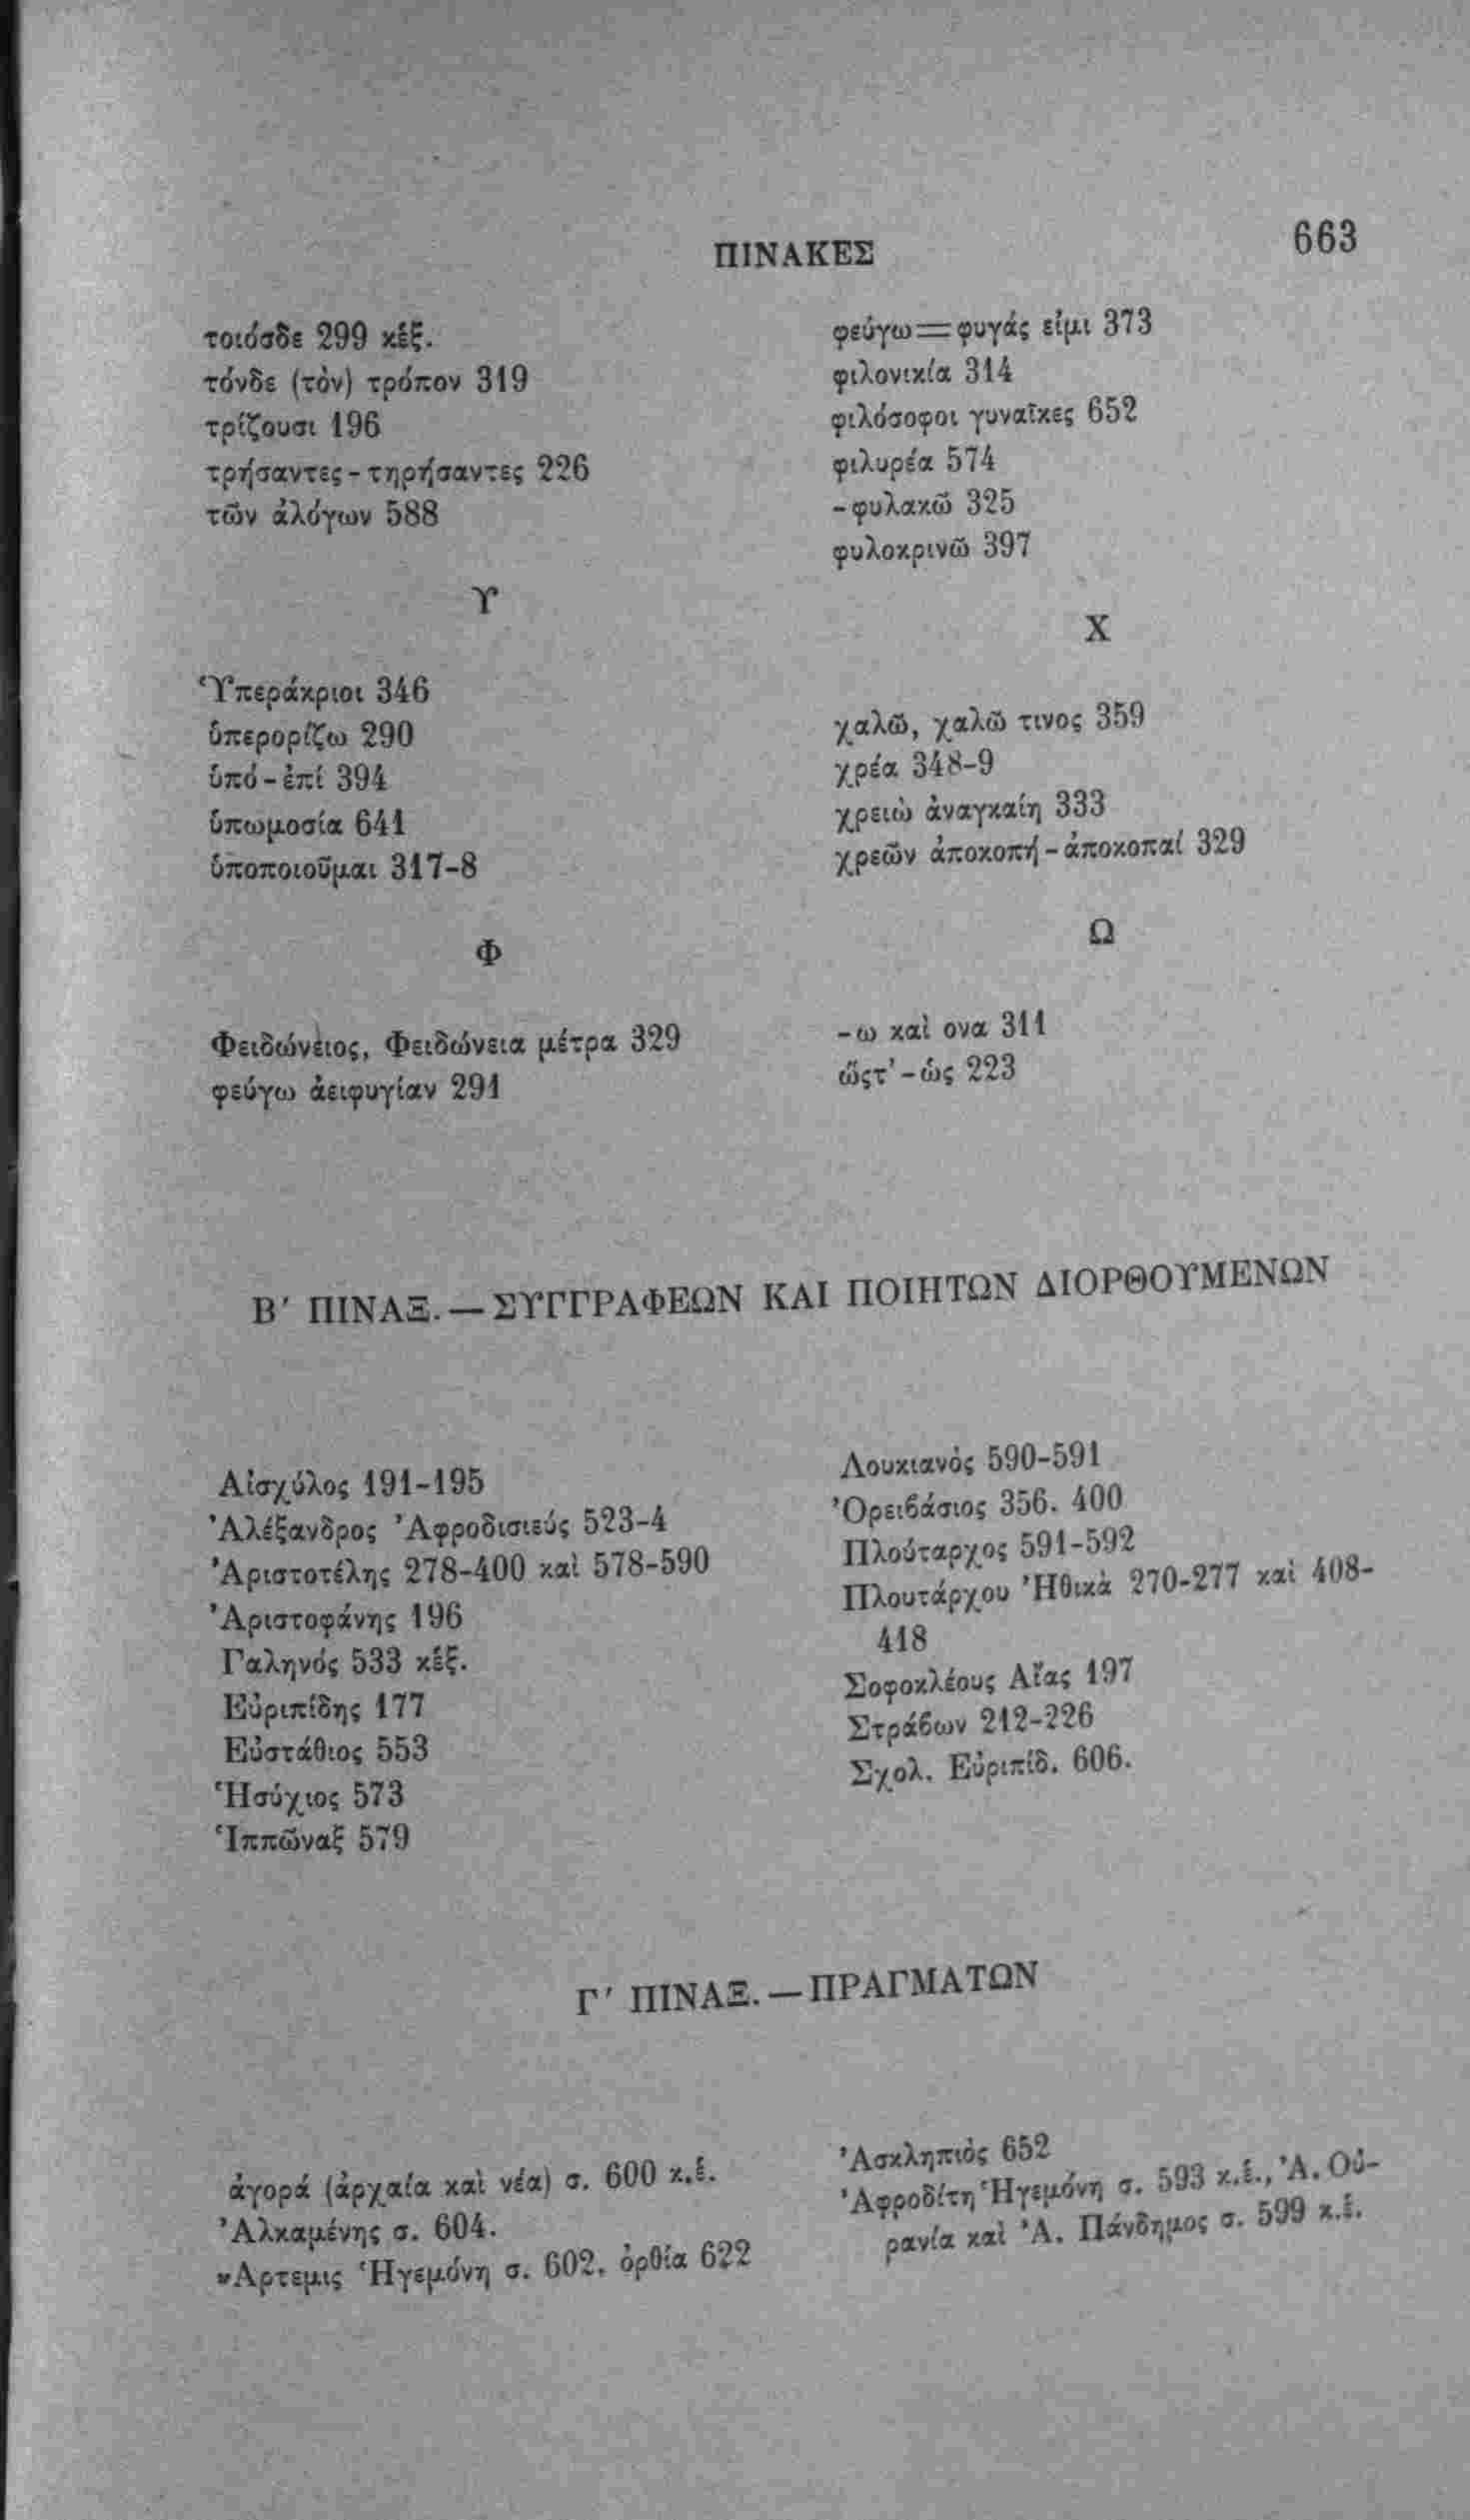 ΠΙΝΑΚΕΣ
663
τοιόσδε 299 κἑξ.
τόνδε (τὸν) τρόπον 319
τρίζουσι 196
τρήσαντες - τηρήσαντες 226
τῶν ἀλόγων 588
Υ
Ὑπεράκριοι 346
ὑπερορίζω 290
ὑπό - ἐπί 394
ὑπωμοσία 641
ὑποποιοῦμαι 317-8
Φ
Φειδώνειος, Φειδώνεια μέτρα 329
φεύγω ἀειφυγίαν 291
φεύγω = φυγάς εἰμι 373
φιλονικία 314
φιλόσοφοι γυναῖκες 652
φιλυρέα 574
- φυλακῶ 325
φυλοκρινῶ 397
Χ
χαλῶ, χαλῶ τινος 359
χρέα 348-9
χρειὼ ἀναγκαίη 333
χρεῶν ἀποκοπή - ἀποκοπαί 329
Ω
-ω καὶ ονα 311
ὥςτ' - ὡς 223
Β΄ ΠΙΝΑΞ. — ΣΥΓΓΡΑΦΕΩΝ ΚΑΙ ΠΟΙΗΤΩΝ ΔΙΟΡΘΟΥΜΕΝΩΝ
Αἰσχύλος 191-195
Ἀλέξανδρος Ἀφροδισιεύς 523-4
Ἀριστοτέλης 278-400 καὶ 578-590
Ἀριστοφάνης 196
Γαληνός 533 κἑξ.
Εὐριπίδης 177
Εὐστάθιος 553
Ἡσύχιος 573
Ἱππῶναξ 579
Λουκιανὸς 590-591
Ὀρειβάσιος 356. 400
Πλούταρχος 591-592
Πλουτάρχου Ἠθικὰ 270-277 καὶ 408-
418
Σοφοκλέους Αἴας 197
Στράβων 212-226
Σχολ. Εὐριπίδ. 606.
Γ΄ ΠΙΝΑΞ. — ΠΡΑΓΜΑΤΩΝ
ἀγορά (ἀρχαία καὶ νέα) σ. 600 κ.ἑ.
Ἀλκαμένης σ. 604.
Ἄρτεμις Ἡγεμόνη σ. 602. ὀρθία 622
Ἀσκληπιὸς 652
Ἀφροδίτη Ἡγεμόνη σ. 593 κ.ἑ., Ἀ. Οὐ-
ρανία καὶ Ἀ. Πάνδημος σ. 599 κ.ἑ.